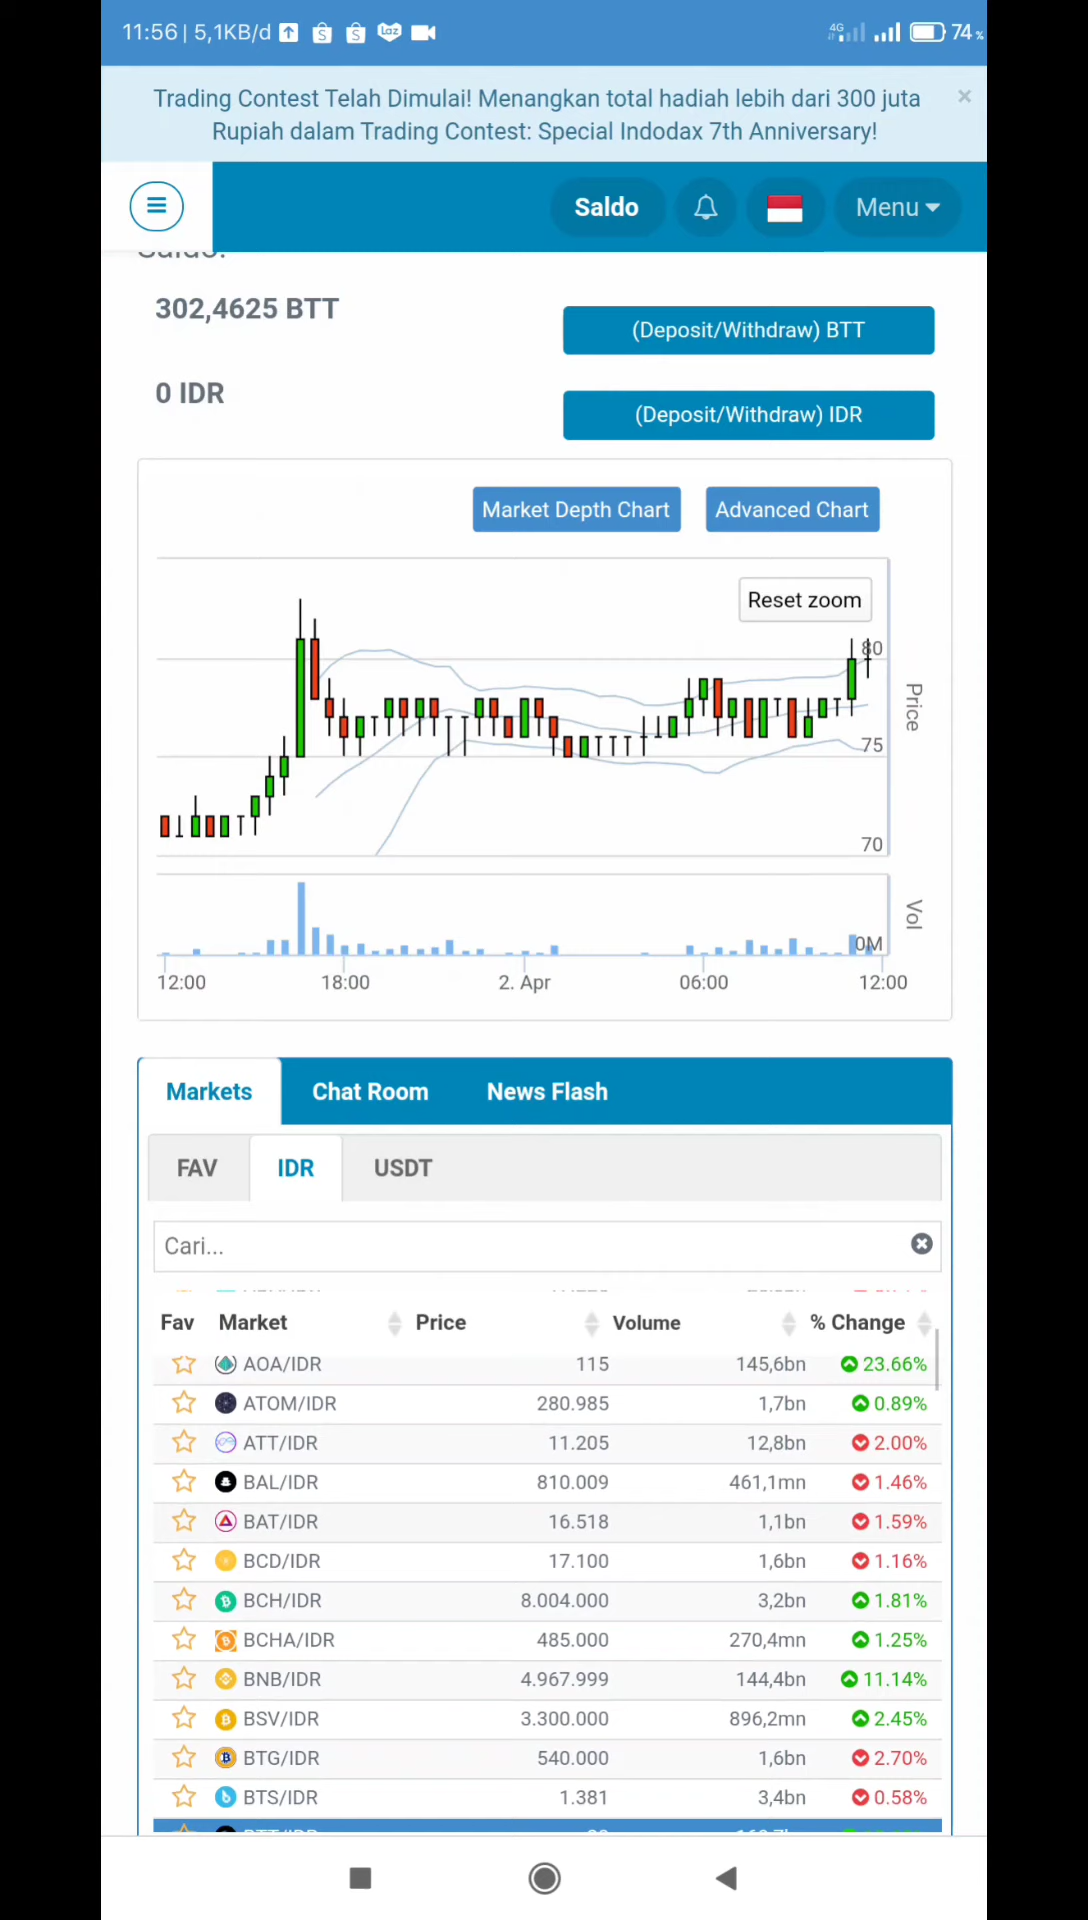 11:56 | 5,1KB/d
4G 74%
Trading Contest Telah Dimulai! Menangkan total hadiah lebih dari 300 juta
Rupiah dalam Trading Contest: Special Indodax 7th Anniversary!
Saldo Menu
Saldo:
302,4625 BTT (Deposit/Withdraw) BTT
0 IDR (Deposit/Withdraw) IDR
Market Depth Chart Advanced Chart
Reset zoom
80
75
70
Price
0M
Vol
12:00 18:00 2. Apr 06:00 12:00
Markets Chat Room News Flash
FAV IDR USDT
Cari...
Fav Market Price Volume % Change
AOA/IDR 115 145,6bn 23.66%
ATOM/IDR 280.985 1,7bn 0.89%
ATT/IDR 11.205 12,8bn 2.00%
BAL/IDR 810.009 461,1mn 1.46%
BAT/IDR 16.518 1,1bn 1.59%
BCD/IDR 17.100 1,6bn 1.16%
BCH/IDR 8.004.000 3,2bn 1.81%
BCHA/IDR 485.000 270,4mn 1.25%
BNB/IDR 4.967.999 144,4bn 11.14%
BSV/IDR 3.300.000 896,2mn 2.45%
BTG/IDR 540.000 1,6bn 2.70%
BTS/IDR 1.381 3,4bn 0.58%
BTT/IDR